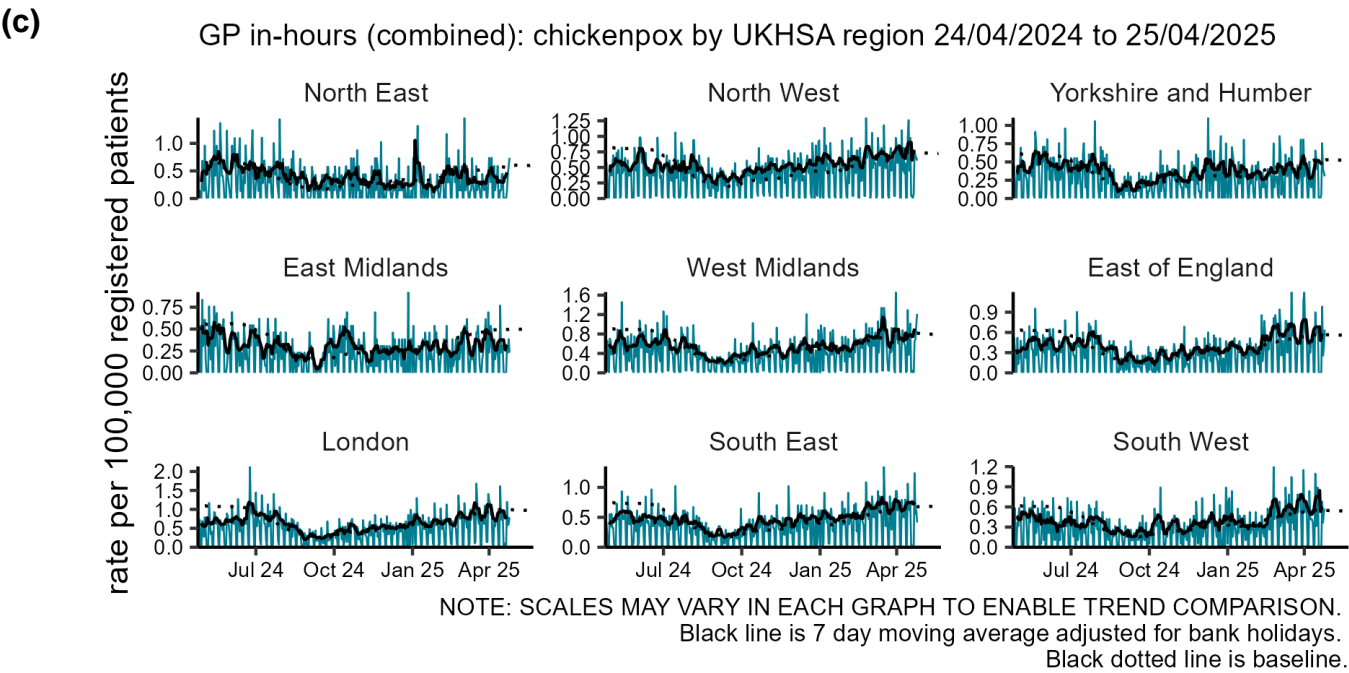 (c)
GP in-hours (combined): chickenpox by UKHSA region 24/04/2024 to 25/04/2025
rate per 100,000 registered patients
North East
1.0
0.5
0.0
North West
1.25
1.00
0.75
0.50
0.25
0.00
Yorkshire and Humber
1.00
0.75
0.50
0.25
0.00
East Midlands
0.75
0.50
0.25
0.00
West Midlands
1.6
1.2
0.8
0.4
0.0
East of England
0.9
0.6
0.3
0.0
London
2.0
1.5
1.0
0.5
0.0
Jul 24 Oct 24 Jan 25 Apr 25
South East
1.0
0.5
0.0
Jul 24 Oct 24 Jan 25 Apr 25
South West
1.2
0.9
0.6
0.3
0.0
Jul 24 Oct 24 Jan 25 Apr 25
NOTE: SCALES MAY VARY IN EACH GRAPH TO ENABLE TREND COMPARISON.
Black line is 7 day moving average adjusted for bank holidays.
Black dotted line is baseline.